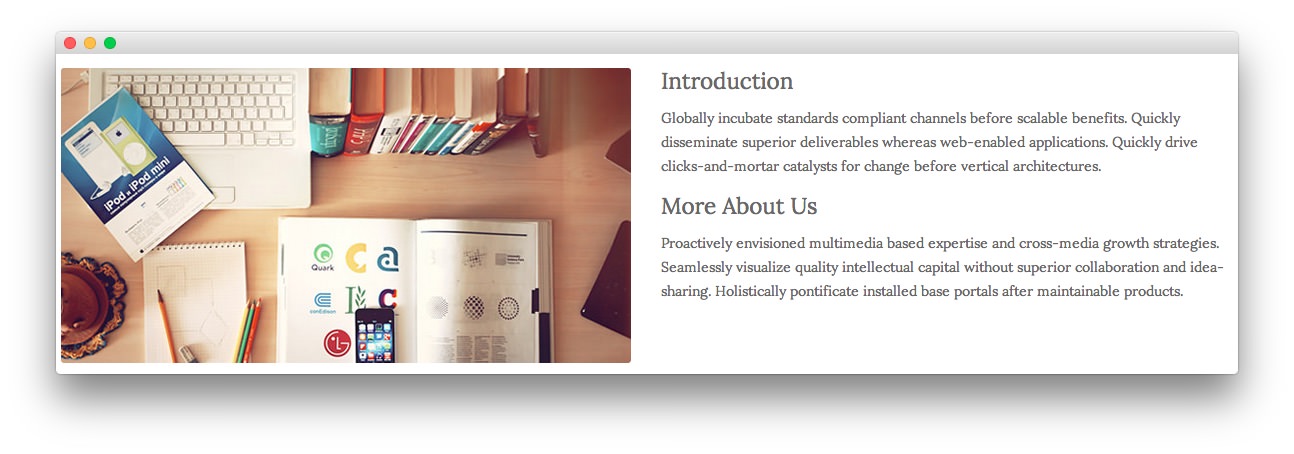 iPod & iPod mini
Quark
conEdison
LG
Introduction
Globally incubate standards compliant channels before scalable benefits. Quickly
disseminate superior deliverables whereas web-enabled applications. Quickly drive
clicks-and-mortar catalysts for change before vertical architectures.
More About Us
Proactively envisioned multimedia based expertise and cross-media growth strategies.
Seamlessly visualize quality intellectual capital without superior collaboration and idea-
sharing. Holistically pontificate installed base portals after maintainable products.